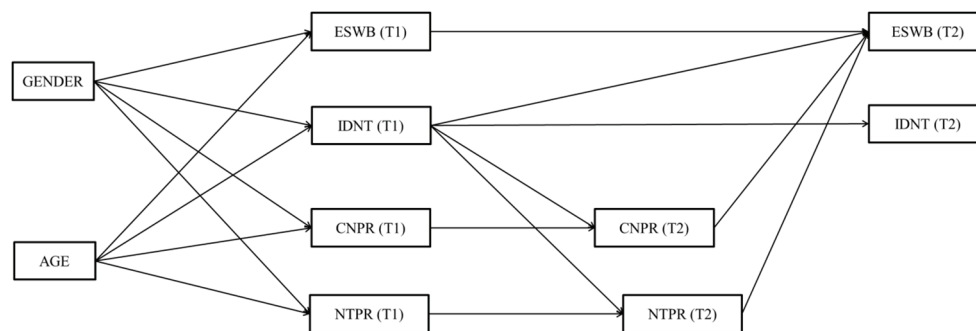 ESWB (T1)
ESWB (T2)
GENDER
IDNT (T1)
IDNT (T2)
CNPR (T1)
CNPR (T2)
AGE
NTPR (T1)
NTPR (T2)